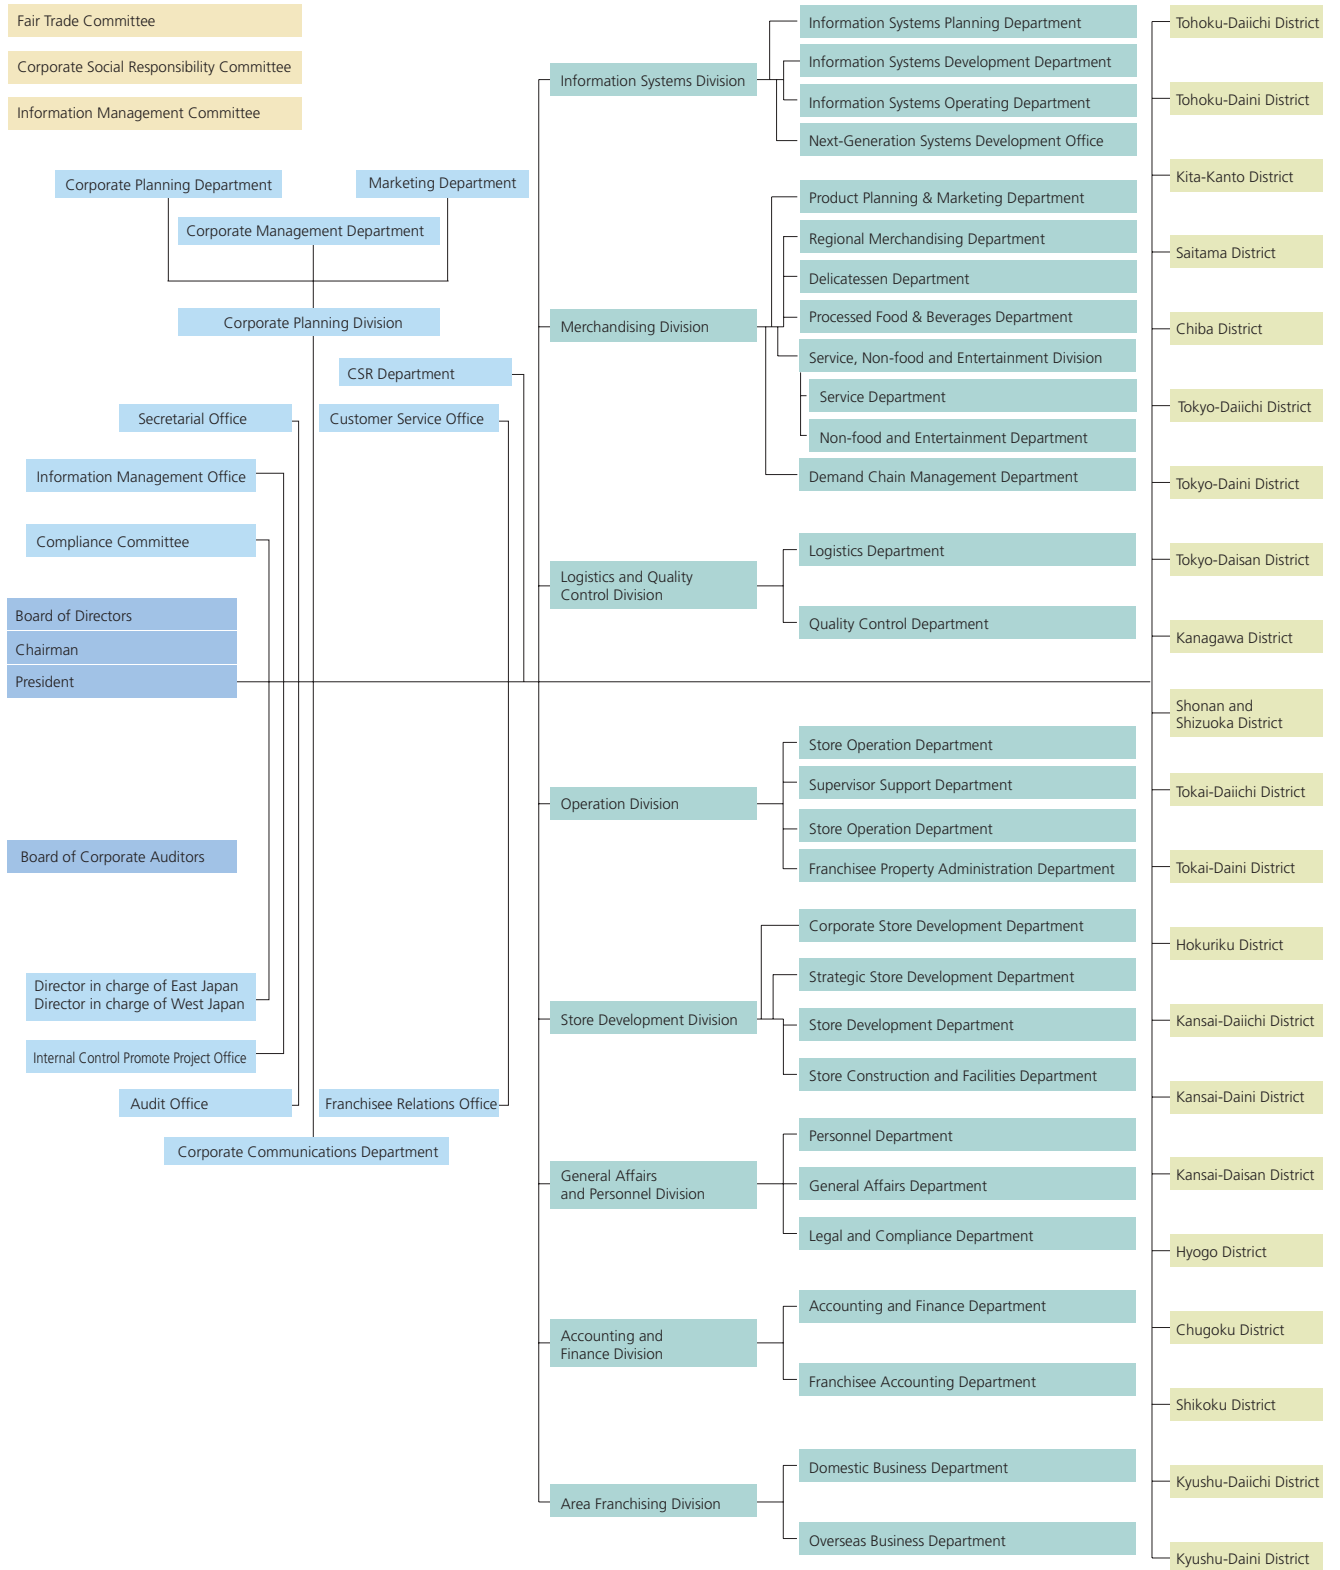 Fair Trade Committee
Corporate Social Responsibility Committee
Information Management Committee
Corporate Planning Department
Marketing Department
Corporate Management Department
Corporate Planning Division
CSR Department
Secretarial Office
Customer Service Office
Information Management Office
Compliance Committee
Board of Directors
Chairman
President
Board of Corporate Auditors
Director in charge of East Japan
Director in charge of West Japan
Internal Control Promote Project Office
Audit Office
Franchisee Relations Office
Corporate Communications Department
Information Systems Division
Information Systems Planning Department
Information Systems Development Department
Information Systems Operating Department
Next-Generation Systems Development Office
Merchandising Division
Product Planning & Marketing Department
Regional Merchandising Department
Delicatessen Department
Processed Food & Beverages Department
Service, Non-food and Entertainment Division
Service Department
Non-food and Entertainment Department
Demand Chain Management Department
Logistics and Quality
Control Division
Logistics Department
Quality Control Department
Operation Division
Store Operation Department
Supervisor Support Department
Store Operation Department
Franchisee Property Administration Department
Store Development Division
Corporate Store Development Department
Strategic Store Development Department
Store Development Department
Store Construction and Facilities Department
General Affairs
and Personnel Division
Personnel Department
General Affairs Department
Legal and Compliance Department
Accounting and
Finance Division
Accounting and Finance Department
Franchisee Accounting Department
Area Franchising Division
Domestic Business Department
Overseas Business Department
Tohoku-Daiichi District
Tohoku-Daini District
Kita-Kanto District
Saitama District
Chiba District
Tokyo-Daiichi District
Tokyo-Daini District
Tokyo-Daisan District
Kanagawa District
Shonan and
Shizuoka District
Tokai-Daiichi District
Tokai-Daini District
Hokuriku District
Kansai-Daiichi District
Kansai-Daini District
Kansai-Daisan District
Hyogo District
Chugoku District
Shikoku District
Kyushu-Daiichi District
Kyushu-Daini District